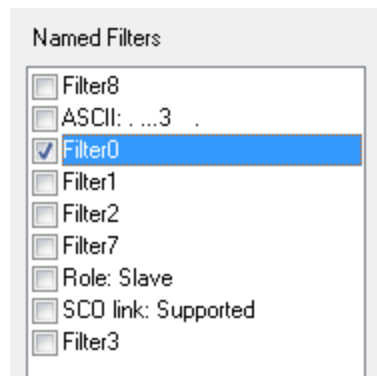 Named Filters
Filter8
ASCII: . ...3 .
Filter0
Filter1
Filter2
Filter7
Role: Slave
SCO link: Supported
Filter3